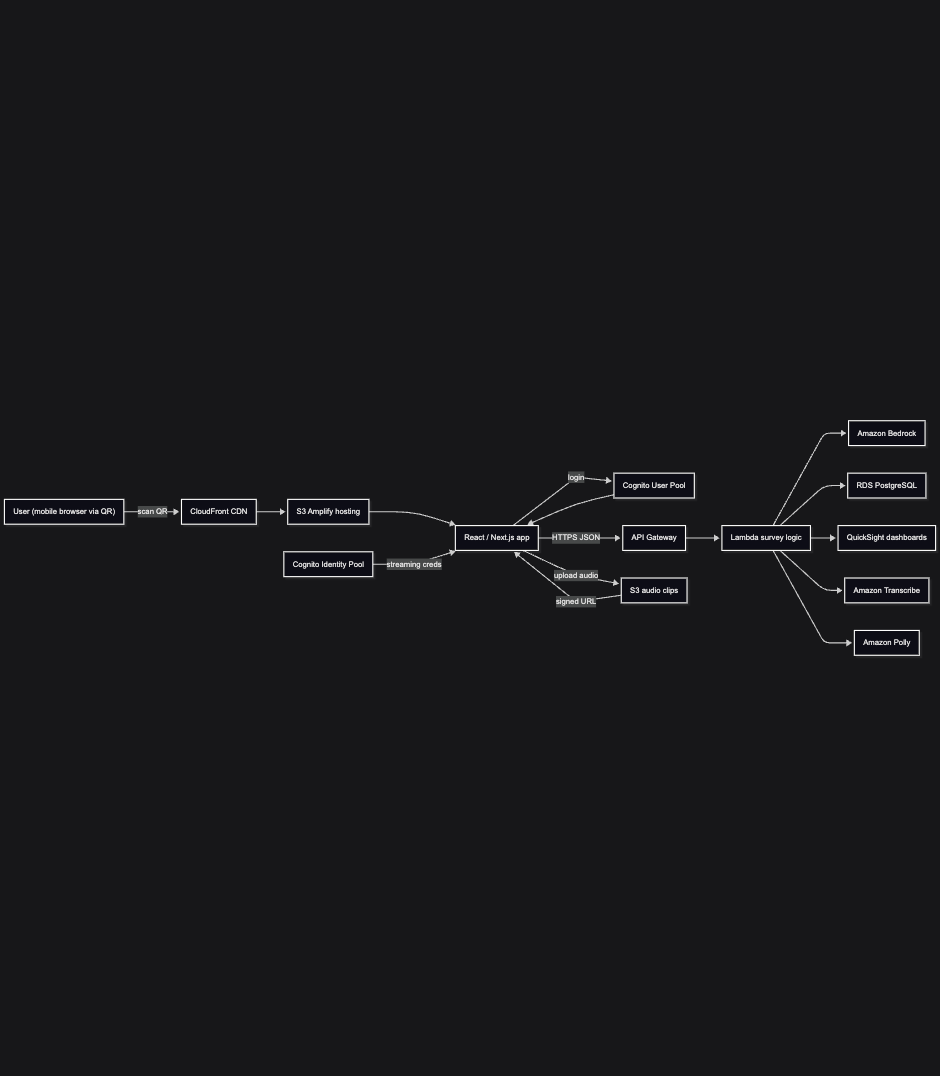 User (mobile browser via QR)
scan QR
CloudFront CDN
S3 Amplify hosting
Cognito Identity Pool
streaming creds
React / Next.js app
login
Cognito User Pool
HTTPS JSON
API Gateway
upload audio
signed URL
S3 audio clips
Lambda survey logic
Amazon Bedrock
RDS PostgreSQL
QuickSight dashboards
Amazon Transcribe
Amazon Polly